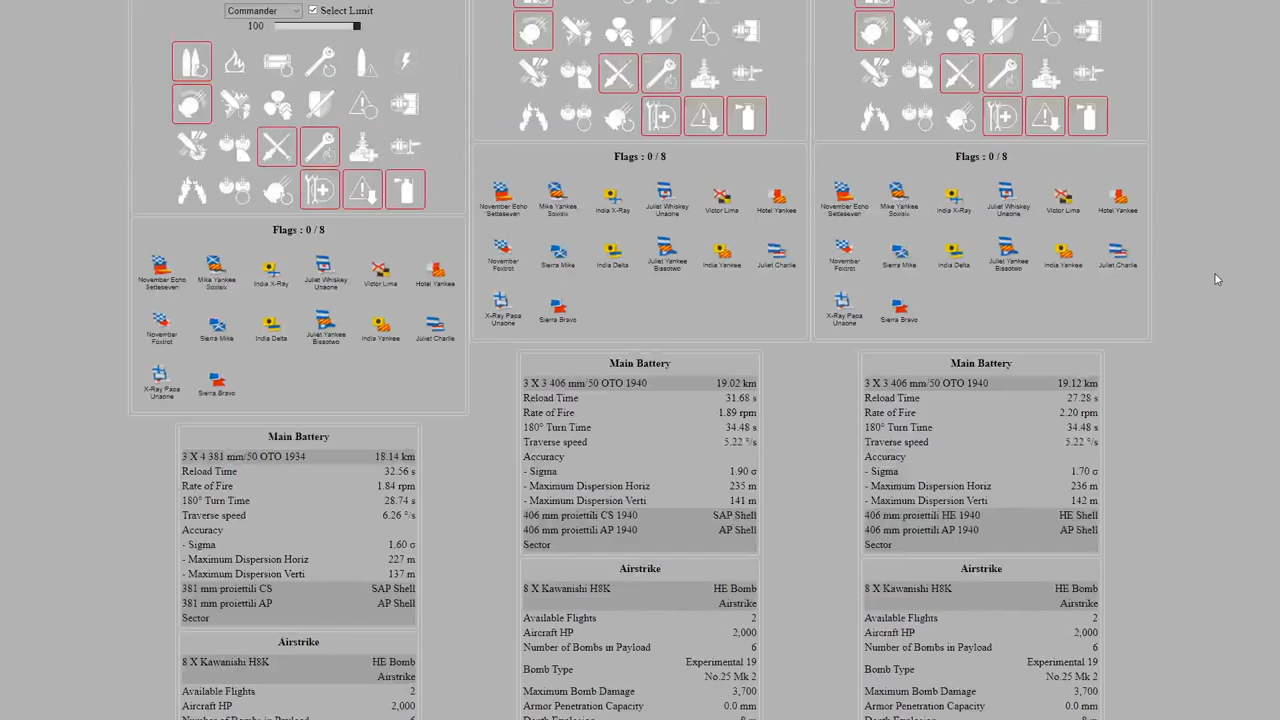 Commander
Select Limit
100
Flags : 0 / 8
November Echo Setteseven
Mike Yankee Soxisix
India X-Ray
Juliet Whiskey Unaone
Victor Lima
Hotel Yankee
November Foxtrot
Sierra Mike
India Delta
Juliet Yankee Bissotwo
India Yankee
Juliet Charlie
X-Ray Papa Unaone
Sierra Bravo
Main Battery
3 X 4 381 mm/50 OTO 1934 18.14 km
Reload Time 32.56 s
Rate of Fire 1.84 rpm
180° Turn Time 28.74 s
Traverse speed 6.26 °/s
Accuracy
- Sigma 1.60 σ
- Maximum Dispersion Horiz 227 m
- Maximum Dispersion Verti 137 m
381 mm proiettili CS SAP Shell
381 mm proiettili AP AP Shell
Sector
Airstrike
8 X Kawanishi H8K HE Bomb
Airstrike
Available Flights 2
Aircraft HP 2,000
Number of Bombs in Payload 6
Flags : 0 / 8
November Echo Setteseven
Mike Yankee Soxisix
India X-Ray
Juliet Whiskey Unaone
Victor Lima
Hotel Yankee
November Foxtrot
Sierra Mike
India Delta
Juliet Yankee Bissotwo
India Yankee
Juliet Charlie
X-Ray Papa Unaone
Sierra Bravo
Main Battery
3 X 3 406 mm/50 OTO 1940 19.02 km
Reload Time 31.68 s
Rate of Fire 1.89 rpm
180° Turn Time 34.48 s
Traverse speed 5.22 °/s
Accuracy
- Sigma 1.90 σ
- Maximum Dispersion Horiz 235 m
- Maximum Dispersion Verti 141 m
406 mm proiettili CS 1940 SAP Shell
406 mm proiettili AP 1940 AP Shell
Sector
Airstrike
8 X Kawanishi H8K HE Bomb
Airstrike
Available Flights 2
Aircraft HP 2,000
Number of Bombs in Payload 6
Bomb Type Experimental 19
No.25 Mk 2
Maximum Bomb Damage 3,700
Armor Penetration Capacity 0.0 mm
Depth Explosion 8 m
Flags : 0 / 8
November Echo Setteseven
Mike Yankee Soxisix
India X-Ray
Juliet Whiskey Unaone
Victor Lima
Hotel Yankee
November Foxtrot
Sierra Mike
India Delta
Juliet Yankee Bissotwo
India Yankee
Juliet Charlie
X-Ray Papa Unaone
Sierra Bravo
Main Battery
3 X 3 406 mm/50 OTO 1940 19.12 km
Reload Time 27.28 s
Rate of Fire 2.20 rpm
180° Turn Time 34.48 s
Traverse speed 5.22 °/s
Accuracy
- Sigma 1.70 σ
- Maximum Dispersion Horiz 236 m
- Maximum Dispersion Verti 142 m
406 mm proiettili HE 1940 HE Shell
406 mm proiettili AP 1940 AP Shell
Sector
Airstrike
8 X Kawanishi H8K HE Bomb
Airstrike
Available Flights 2
Aircraft HP 2,000
Number of Bombs in Payload 6
Bomb Type Experimental 19
No.25 Mk 2
Maximum Bomb Damage 3,700
Armor Penetration Capacity 0.0 mm
Depth Explosion 8 m